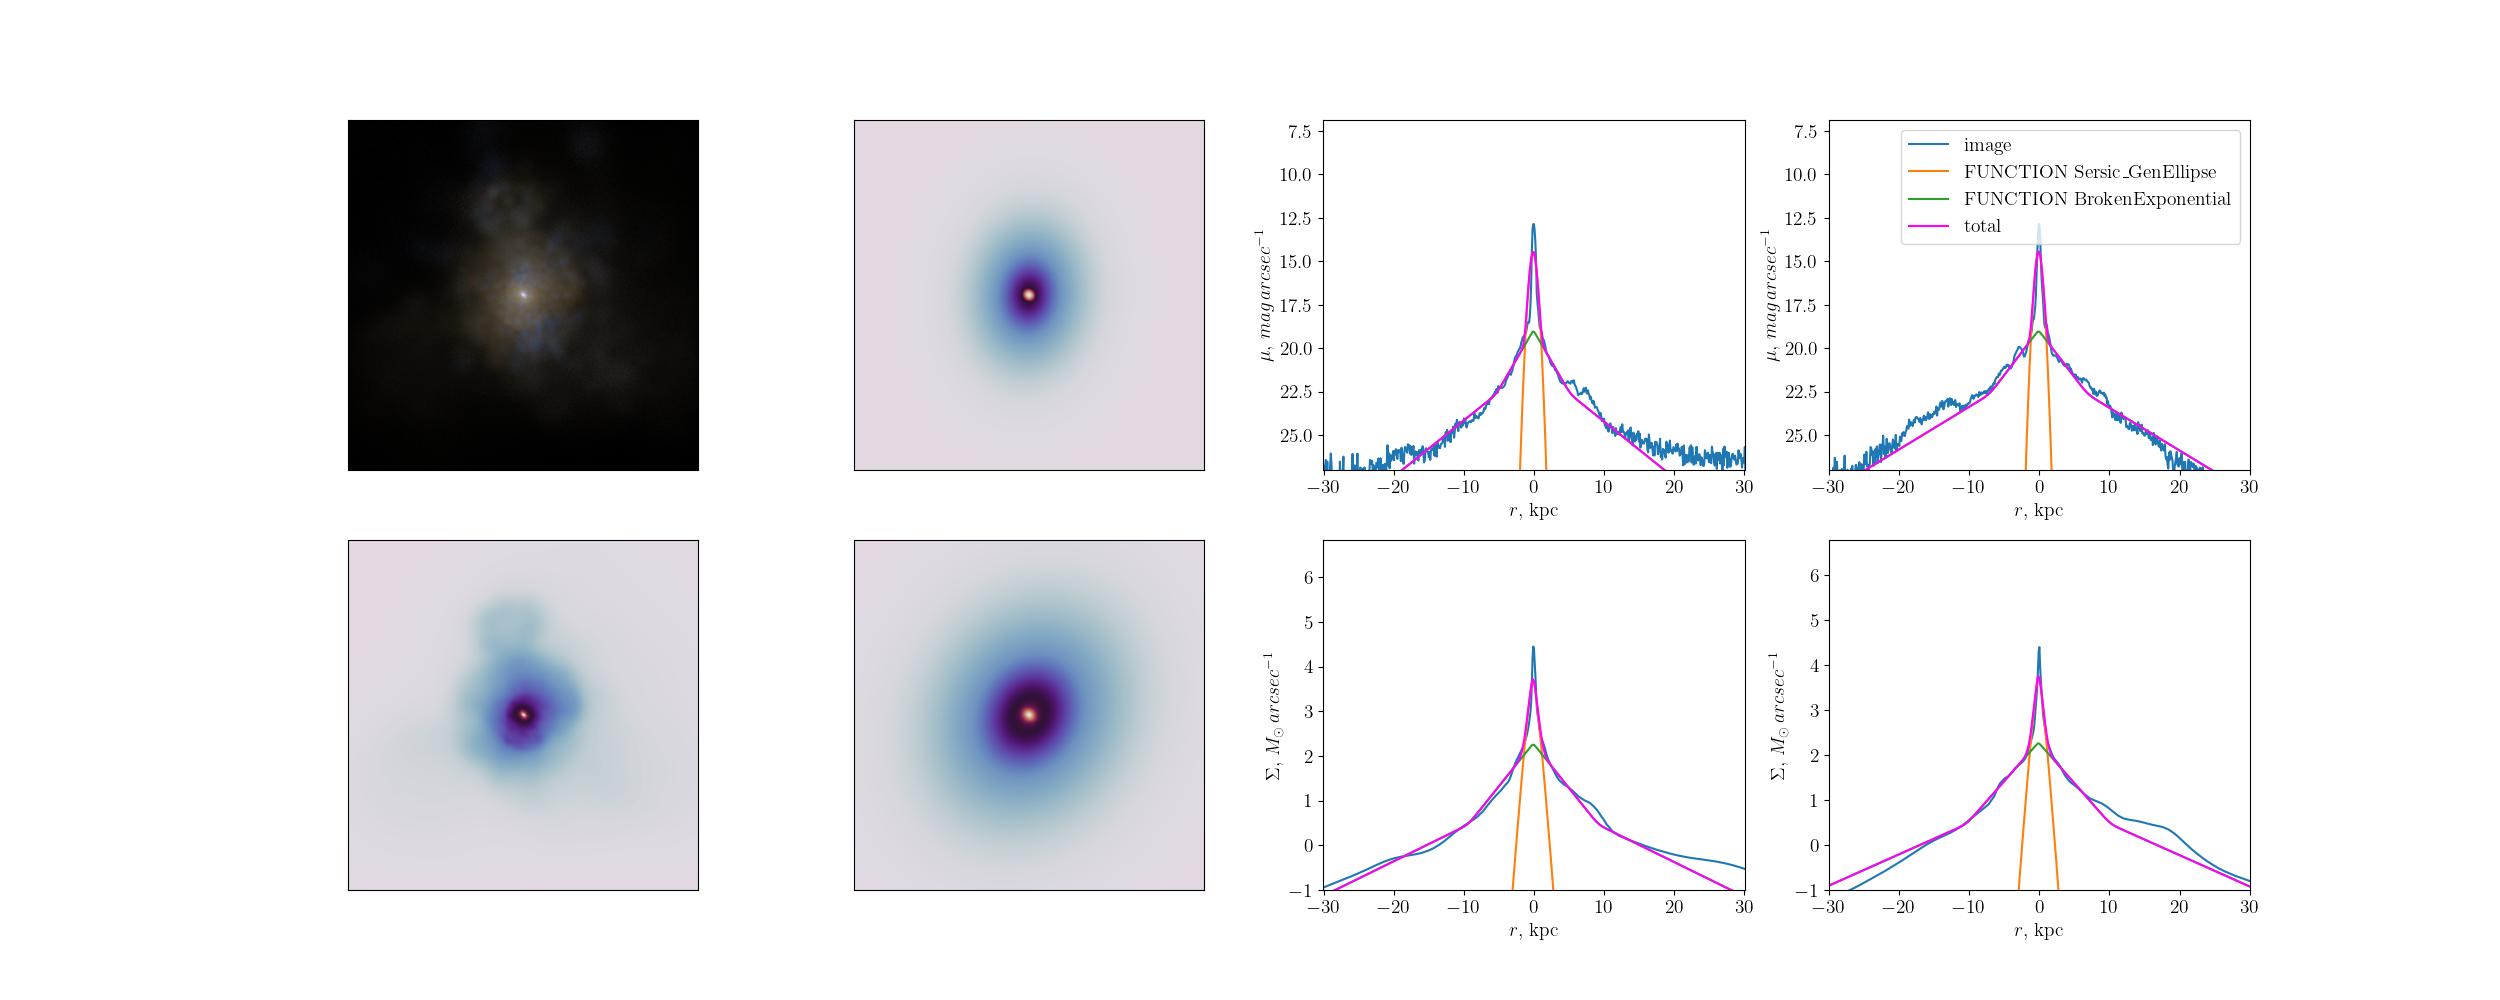 7.5
10.0
12.5
15.0
17.5
20.0
22.5
25.0
μ, magarcsec⁻¹
−30 −20 −10 0 10 20 30
r, kpc
7.5
10.0
12.5
15.0
17.5
20.0
22.5
25.0
μ, magarcsec⁻¹
image
FUNCTION Sersic_GenEllipse
FUNCTION BrokenExponential
total
−30 −20 −10 0 10 20 30
r, kpc
6
5
4
3
2
1
0
−1
Σ, M⊙ arcsec⁻¹
−30 −20 −10 0 10 20 30
r, kpc
6
5
4
3
2
1
0
−1
Σ, M⊙ arcsec⁻¹
−30 −20 −10 0 10 20 30
r, kpc